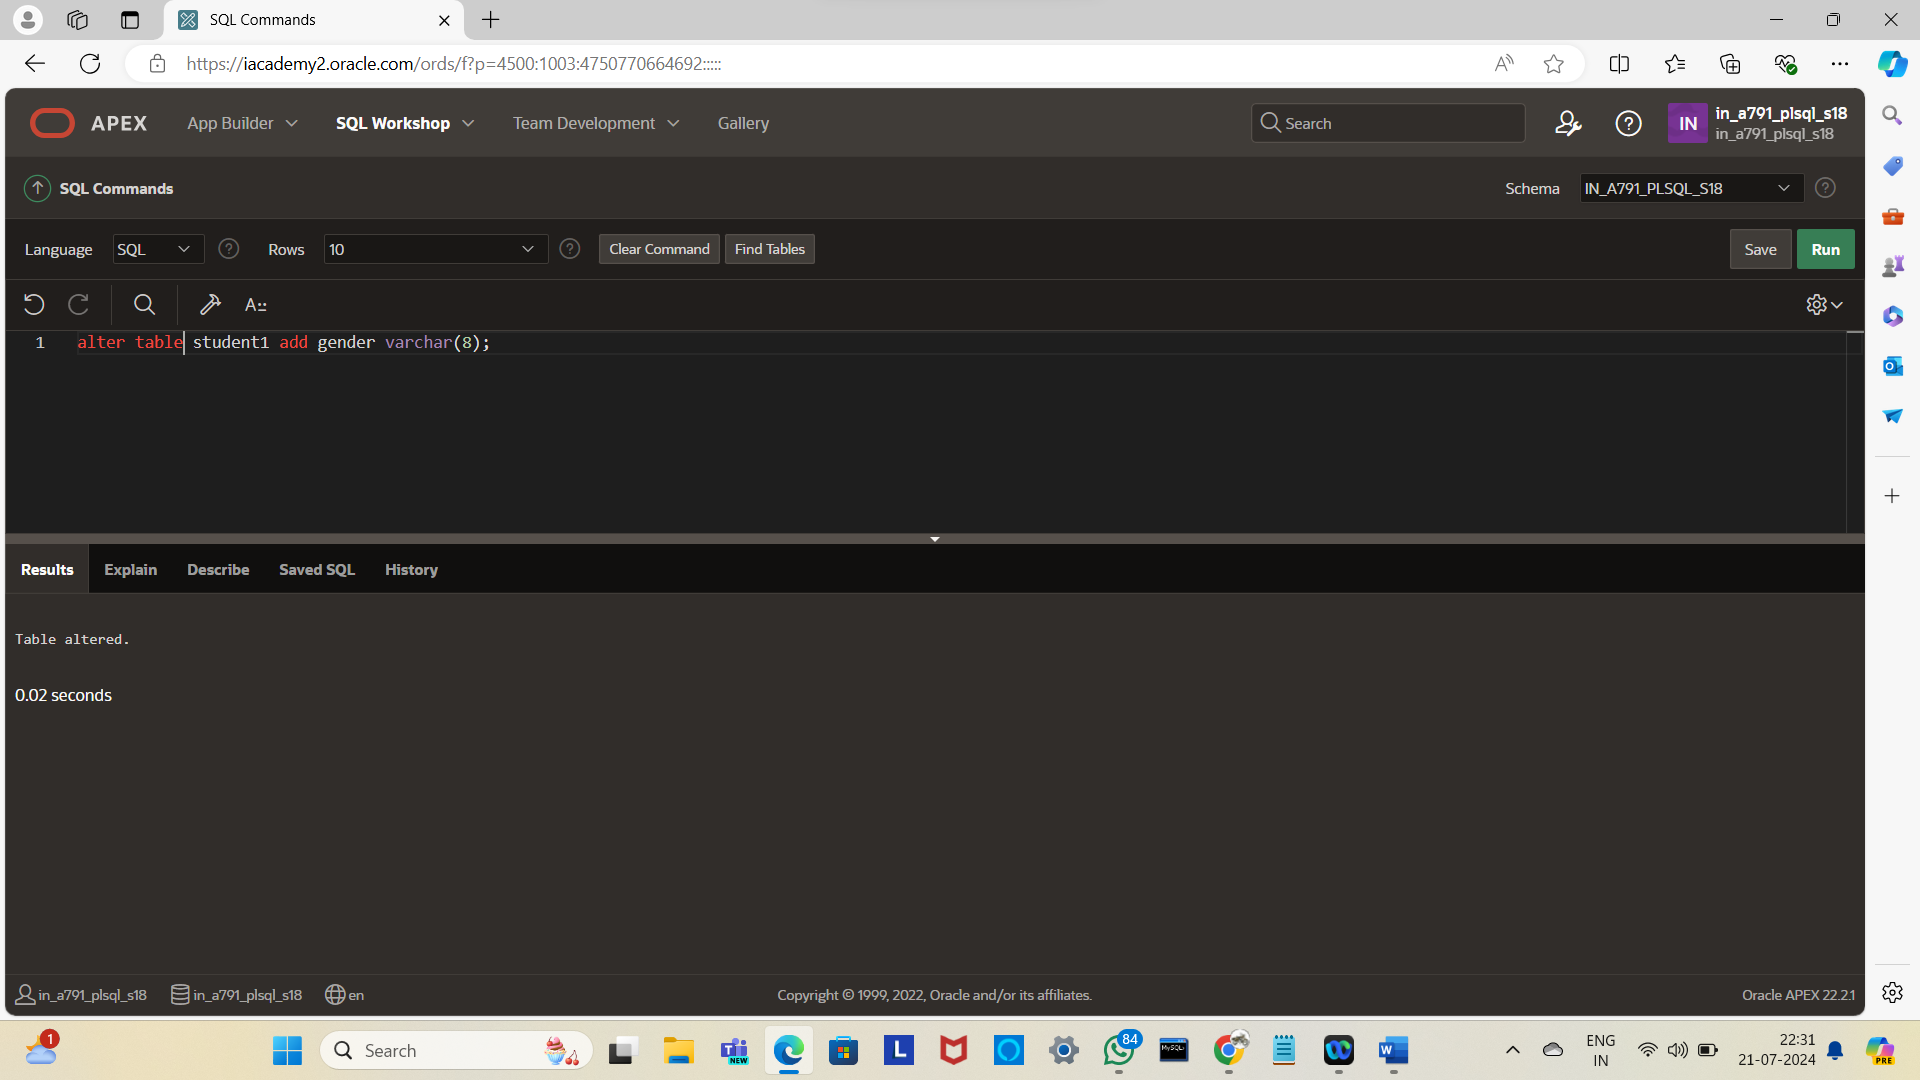 SQL Commands
https://iacademy2.oracle.com/ords/f?p=4500:1003:4750770664692:::::
APEX App Builder SQL Workshop Team Development Gallery Search IN in_a791_plsql_s18
in_a791_plsql_s18
SQL Commands Schema IN_A791_PLSQL_S18
Language SQL Rows 10 Clear Command Find Tables Save Run
A::
1 alter table student1 add gender varchar(8);
Results Explain Describe Saved SQL History
Table altered.
0.02 seconds
in_a791_plsql_s18 in_a791_plsql_s18 en Copyright © 1999, 2022, Oracle and/or its affiliates. Oracle APEX 22.2.1
1 Search NEW L 84 MySQL ENG 22:31
IN 21-07-2024 PRE